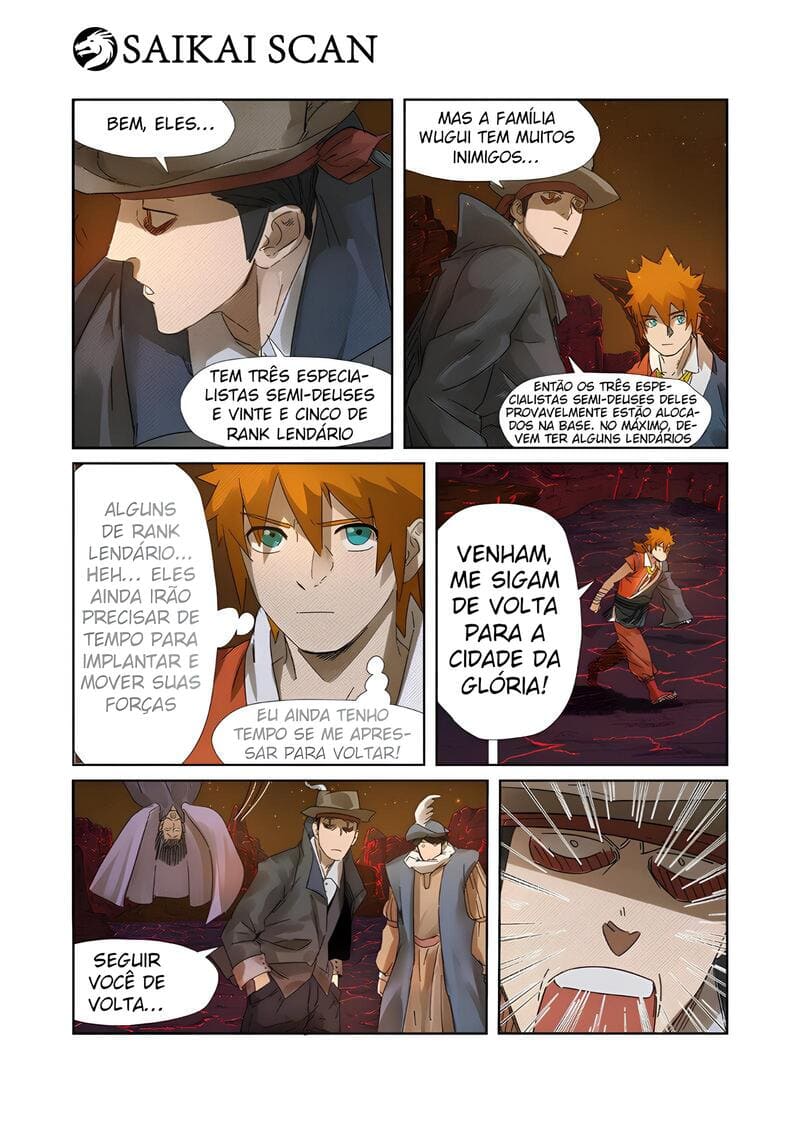 SAIKAI SCAN
BEM, ELES...
TEM TRÊS ESPECIA-
LISTAS SEMI-DEUSES
E VINTE E CINCO DE
RANK LENDÁRIO
MAS A FAMÍLIA
WUGUI TEM MUITOS
INIMIGOS...
ENTÃO OS TRÊS ESPE-
CIALISTAS SEMI-DEUSES DELES
PROVAVELMENTE ESTÃO ALOCA-
DOS NA BASE. NO MÁXIMO, DE-
VEM TER ALGUNS LENDÁRIOS
ALGUNS
DE RANK
LENDÁRIO...
HEH... ELES
AINDA IRÃO
PRECISAR DE
TEMPO PARA
IMPLANTAR E
MOVER SUAS
FORÇAS
EU AINDA TENHO
TEMPO SE ME APRES-
SAR PARA VOLTAR!
VENHAM,
ME SIGAM
DE VOLTA
PARA A
CIDADE DA
GLÓRIA!
SEGUIR
VOCÊ DE
VOLTA...